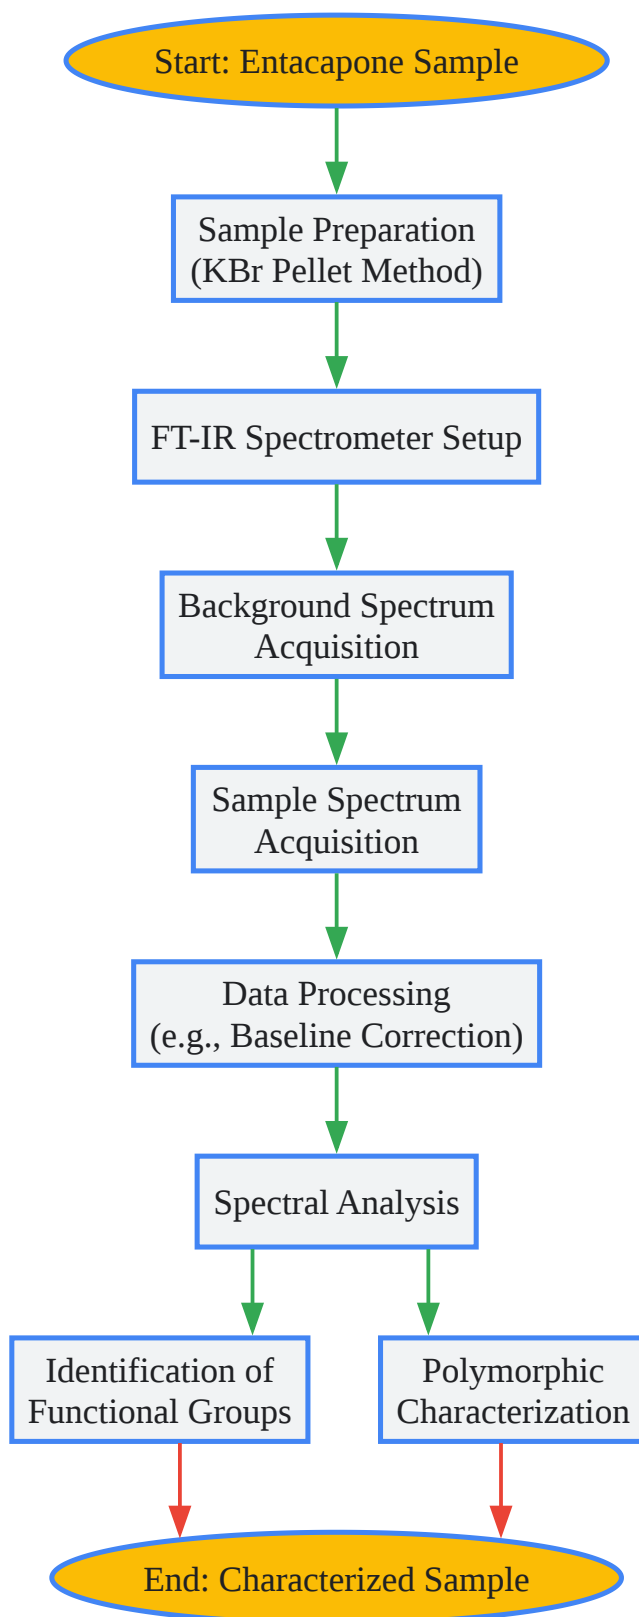 Start: Entacapone Sample
Sample Preparation
(KBr Pellet Method)
FT-IR Spectrometer Setup
Background Spectrum
Acquisition
Sample Spectrum
Acquisition
Data Processing
(e.g., Baseline Correction)
Spectral Analysis
Identification of
Functional Groups
Polymorphic
Characterization
End: Characterized Sample